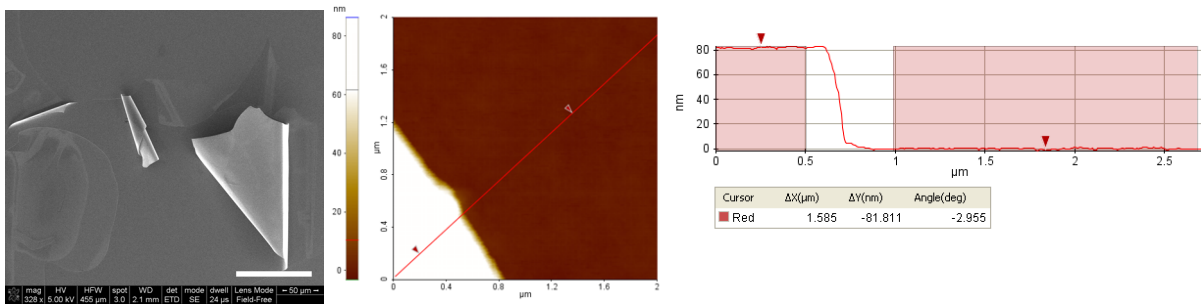 mag HV HFW spot WD det mode dwell Lens Mode ← 50 µm →
328 x 5.00 kV 455 µm 3.0 2.1 mm ETD SE 24 µs Field-Free
nm
80
60
40
20
0
2
1.6
1.2
0.8
0.4
0
µm
0 0.4 0.8 1.2 1.6 2
µm
80
60
40
20
0
nm
0 0.5 1 1.5 2 2.5
µm
Cursor ΔX(µm) ΔY(nm) Angle(deg)
Red 1.585 -81.811 -2.955